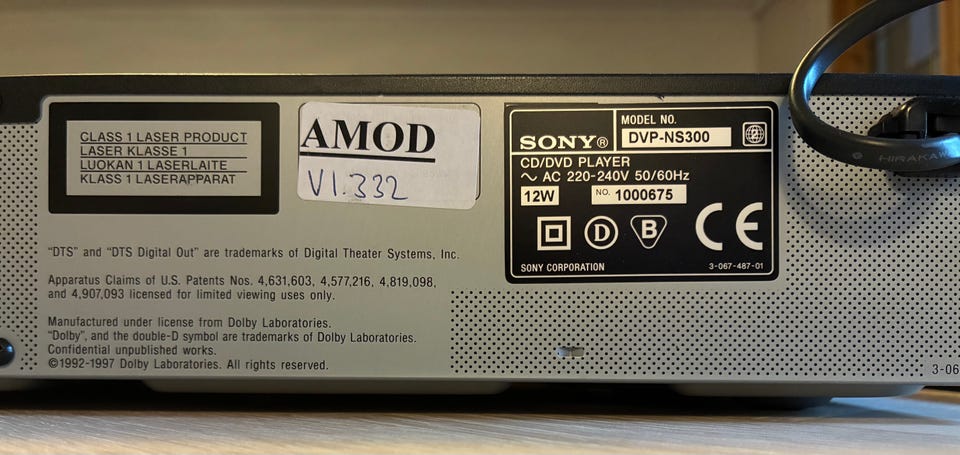 CLASS 1 LASER PRODUCT
LASER KLASSE 1
LUOKAN 1 LASERLAITE
KLASS 1 LASERAPPARAT
AMOD
V1.332
SONY®
MODEL NO.
DVP-NS300
2
CD/DVD PLAYER
~ AC 220-240V 50/60Hz
12W NO. 1000675
D B CE
SONY CORPORATION 3-067-487-01
"DTS" and "DTS Digital Out" are trademarks of Digital Theater Systems, Inc.
Apparatus Claims of U.S. Patents Nos. 4,631,603, 4,577,216, 4,819,098,
and 4,907,093 licensed for limited viewing uses only.
Manufactured under license from Dolby Laboratories.
"Dolby", and the double-D symbol are trademarks of Dolby Laboratories.
Confidential unpublished works.
©1992-1997 Dolby Laboratories. All rights reserved.
HIRAKAW
3-06